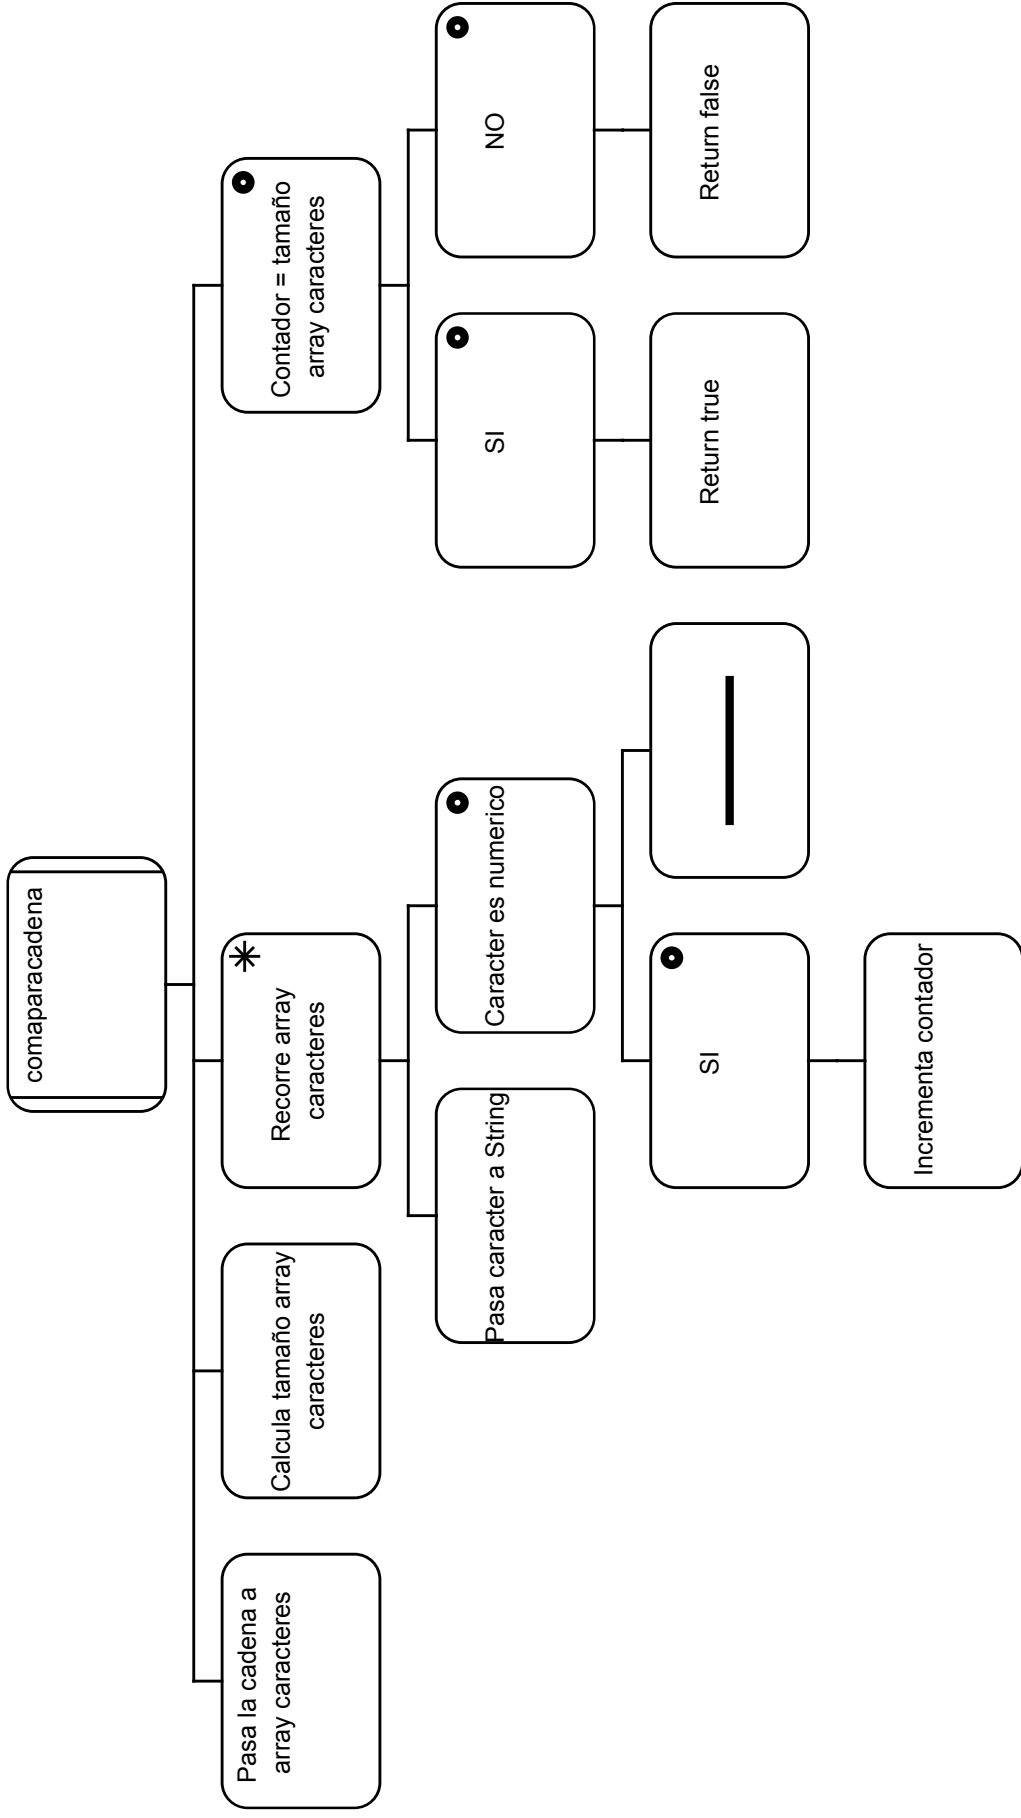 comaparacadena
Pasa la cadena a
array caracteres
Calcula tamaño array
caracteres
Recorre array
caracteres
Contador = tamaño
array caracteres
Pasa caracter a String
Caracter es numerico
SI
NO
SI
Return true
Return false
Incrementa contador